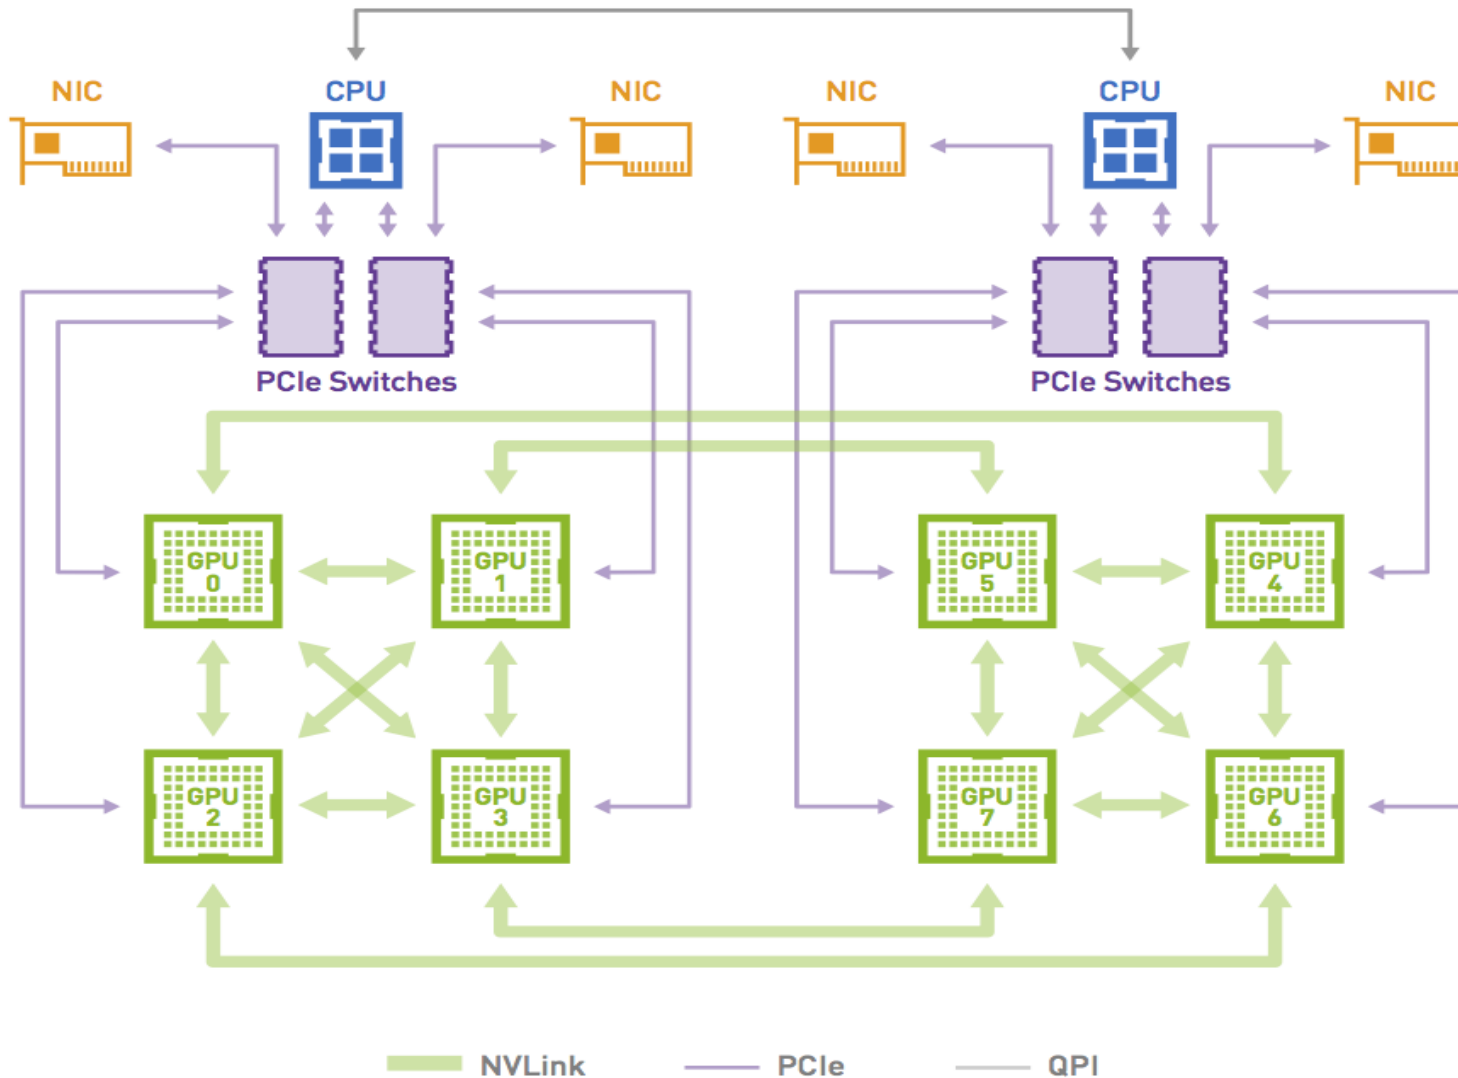 NIC
CPU
NIC
NIC
CPU
NIC
PCIe Switches
PCIe Switches
GPU
0
GPU
1
GPU
5
GPU
4
GPU
2
GPU
3
GPU
7
GPU
6
NVLink
PCIe
QPI